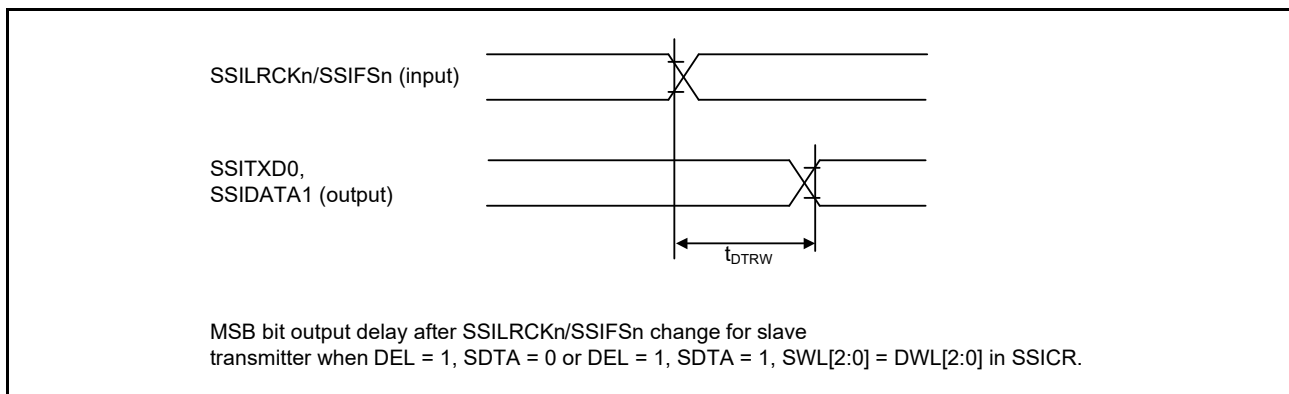 SSILRCKn/SSIFSn (input)
SSITXD0,
SSIDATA1 (output)
tDTRW
MSB bit output delay after SSILRCKn/SSIFSn change for slave
transmitter when DEL = 1, SDTA = 0 or DEL = 1, SDTA = 1, SWL[2:0] = DWL[2:0] in SSICR.